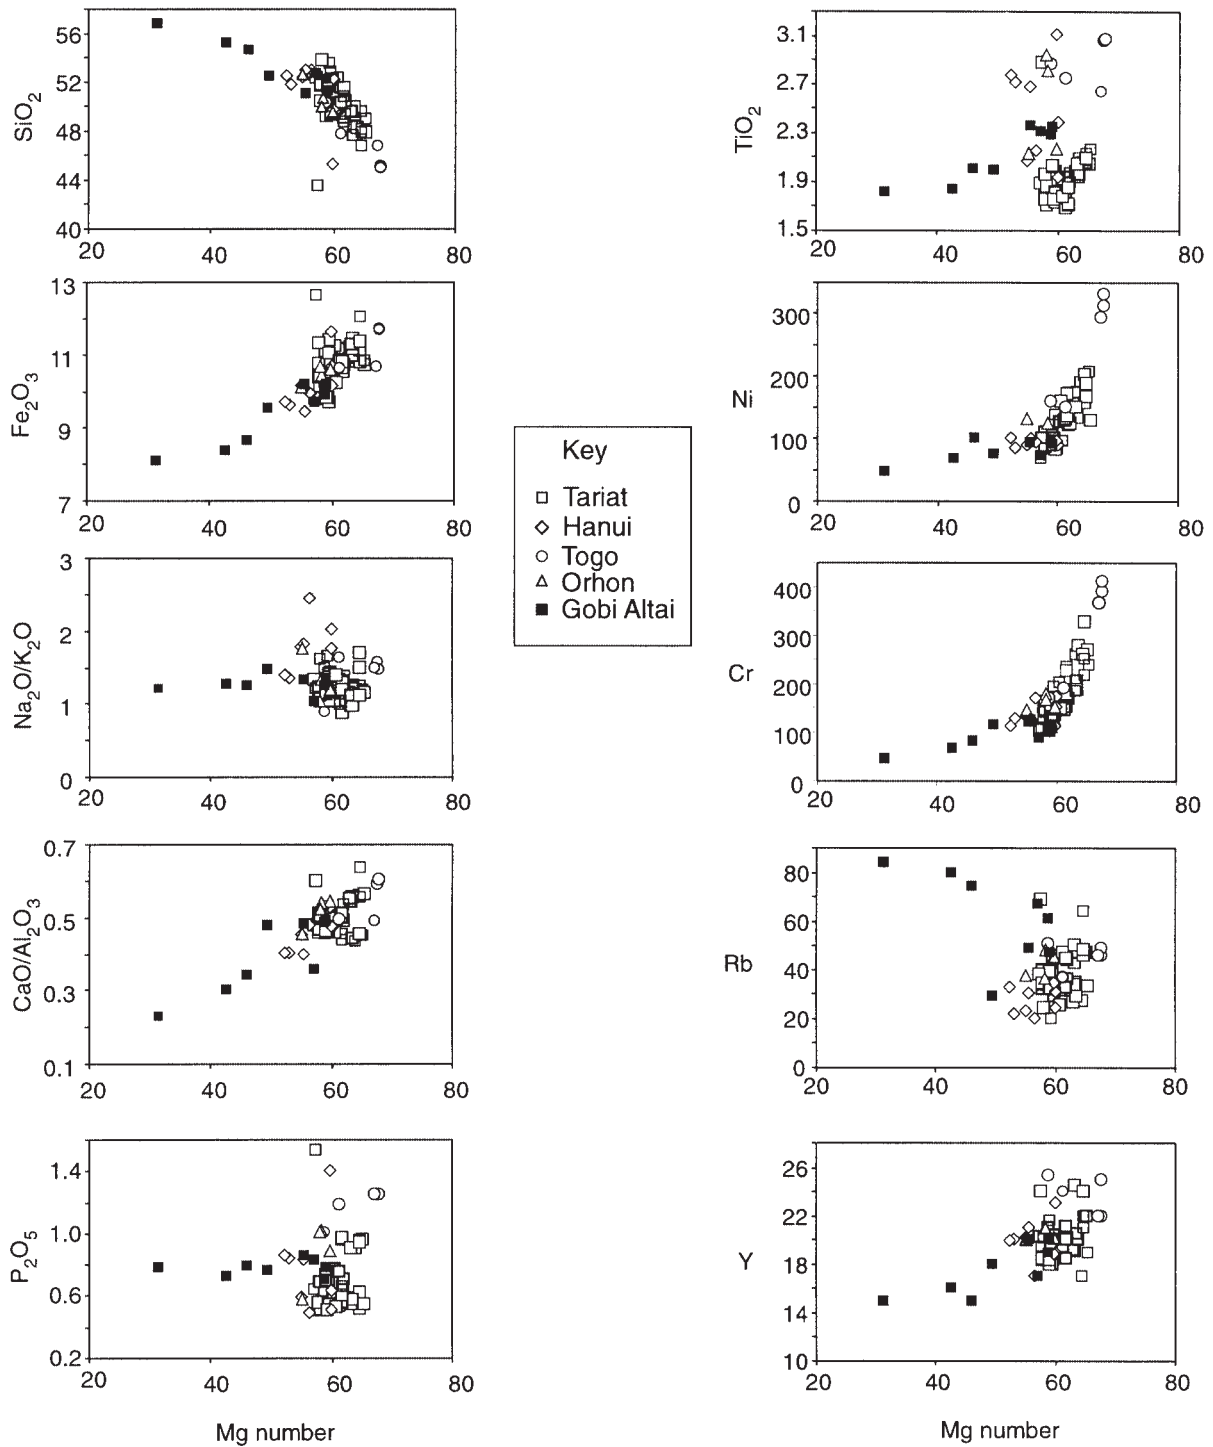 56
52
48
44
40
SiO2
20 40 60 80
3.1
2.7
2.3
1.9
1.5
TiO2
20 40 60 80
13
11
9
7
Fe2O3
20 40 60 80
300
200
100
0
Ni
20 40 60 80
Key
Tariat
Hanui
Togo
Orhon
Gobi Altai
3
2
1
0
Na2O/K2O
20 40 60 80
400
300
200
100
0
Cr
20 40 60 80
0.7
0.5
0.3
0.1
CaO/Al2O3
20 40 60 80
80
60
40
20
0
Rb
20 40 60 80
1.4
1.0
0.6
0.2
P2O5
20 40 60 80
Mg number
26
22
18
14
10
Y
20 40 60 80
Mg number